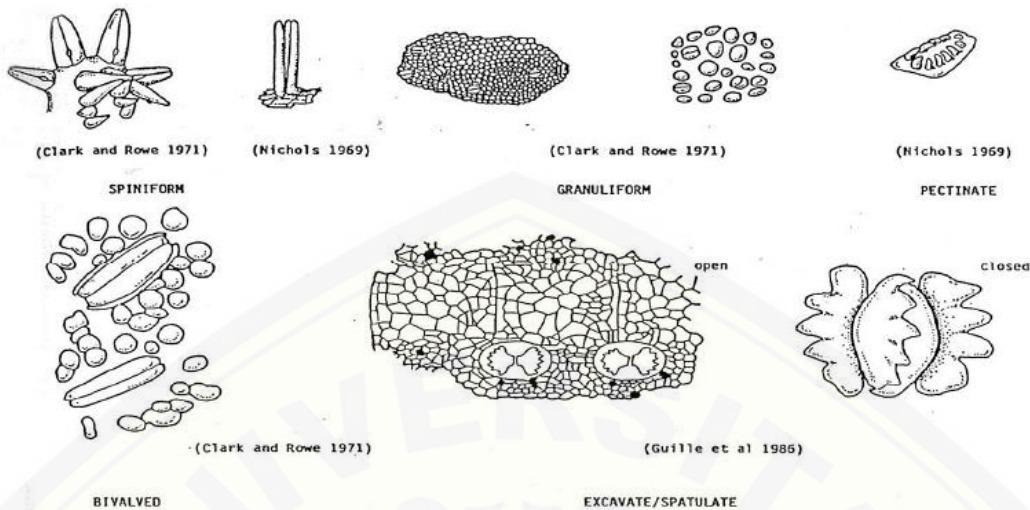 (Clark and Rowe 1971) (Nichols 1969) (Clark and Rowe 1971) (Nichols 1969)
SPINIFORM GRANULIFORM PECTINATE
open closed
(Clark and Rowe 1971) (Guille et al 1986)
BIVALVED EXCAVATE/SPATULATE